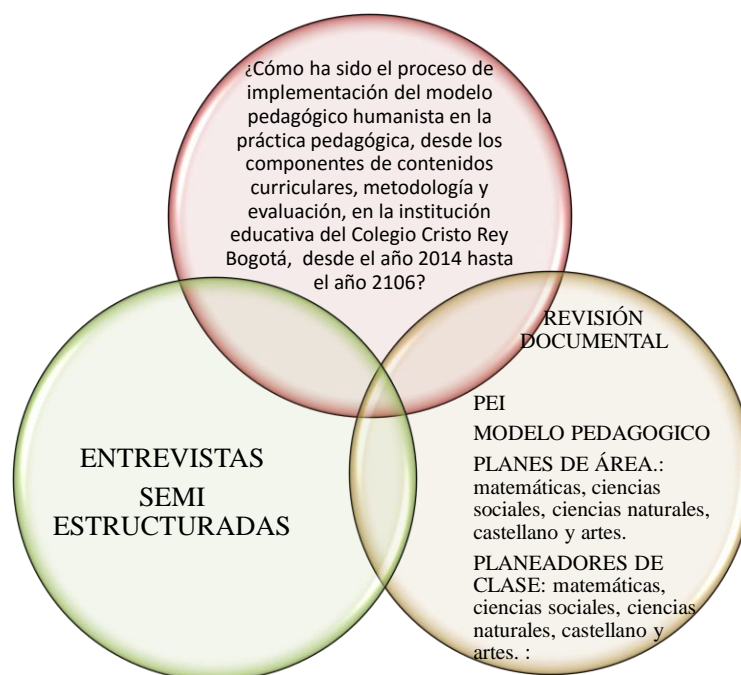 ¿Cómo ha sido el proceso de
implementación del modelo
pedagógico humanista en la
práctica pedagógica, desde los
componentes de contenidos
curriculares, metodología y
evaluación, en la institución
educativa del Colegio Cristo Rey
Bogotá,  desde el año 2014 hasta
el año 2106?
ENTREVISTAS
SEMI
ESTRUCTURADAS
REVISIÓN
DOCUMENTAL
PEI
MODELO PEDAGOGICO
PLANES DE ÁREA.:
matemáticas, ciencias
sociales, ciencias naturales,
castellano y artes.
PLANEADORES DE
CLASE: matemáticas,
ciencias sociales, ciencias
naturales, castellano y
artes. :